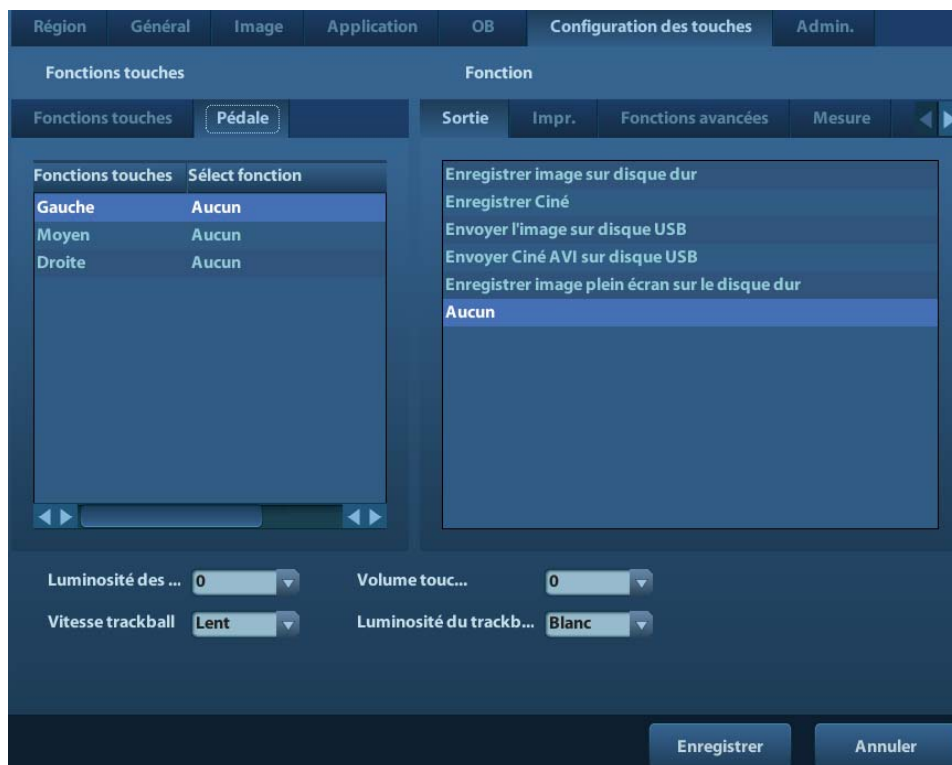 Région Général Image Application OB Configuration des touches Admin.
Fonctions touches Fonction
Fonctions touches Pédale Sortie Impr. Fonctions avancées Mesure
Fonctions touches Sélect fonction
Gauche Aucun
Moyen Aucun
Droite Aucun
Enregistrer image sur disque dur
Enregistrer Ciné
Envoyer l'image sur disque USB
Envoyer Ciné AVI sur disque USB
Enregistrer image plein écran sur le disque dur
Aucun
Luminosité des ... 0 Volume touc... 0
Vitesse trackball Lent Luminosité du trackb... Blanc
Enregistrer Annuler